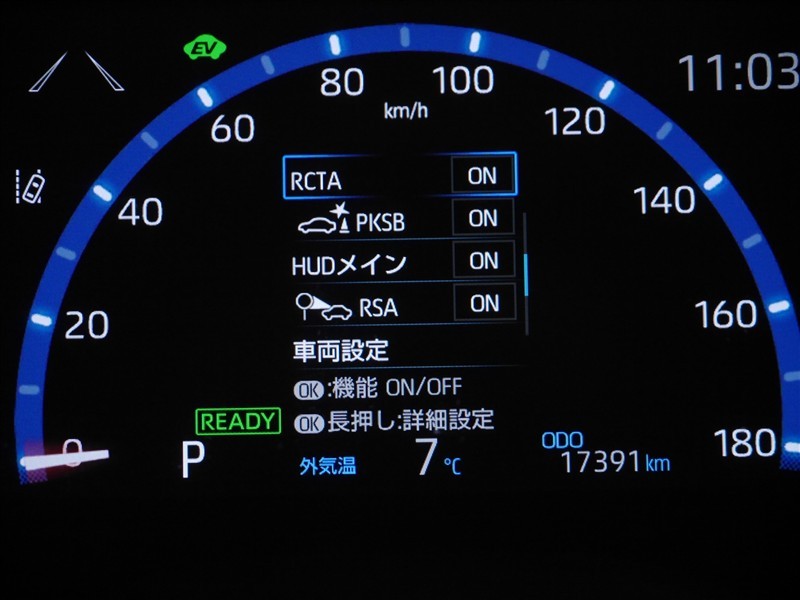 EV
11:03
80
100
km/h
60
120
RCTA ON
40
140
PKSB ON
HUDメイン ON
RSA ON
20
160
車両設定
OK:機能 ON/OFF
READY
OK長押し:詳細設定
0
P
外気温 7℃
ODO
17391km
180